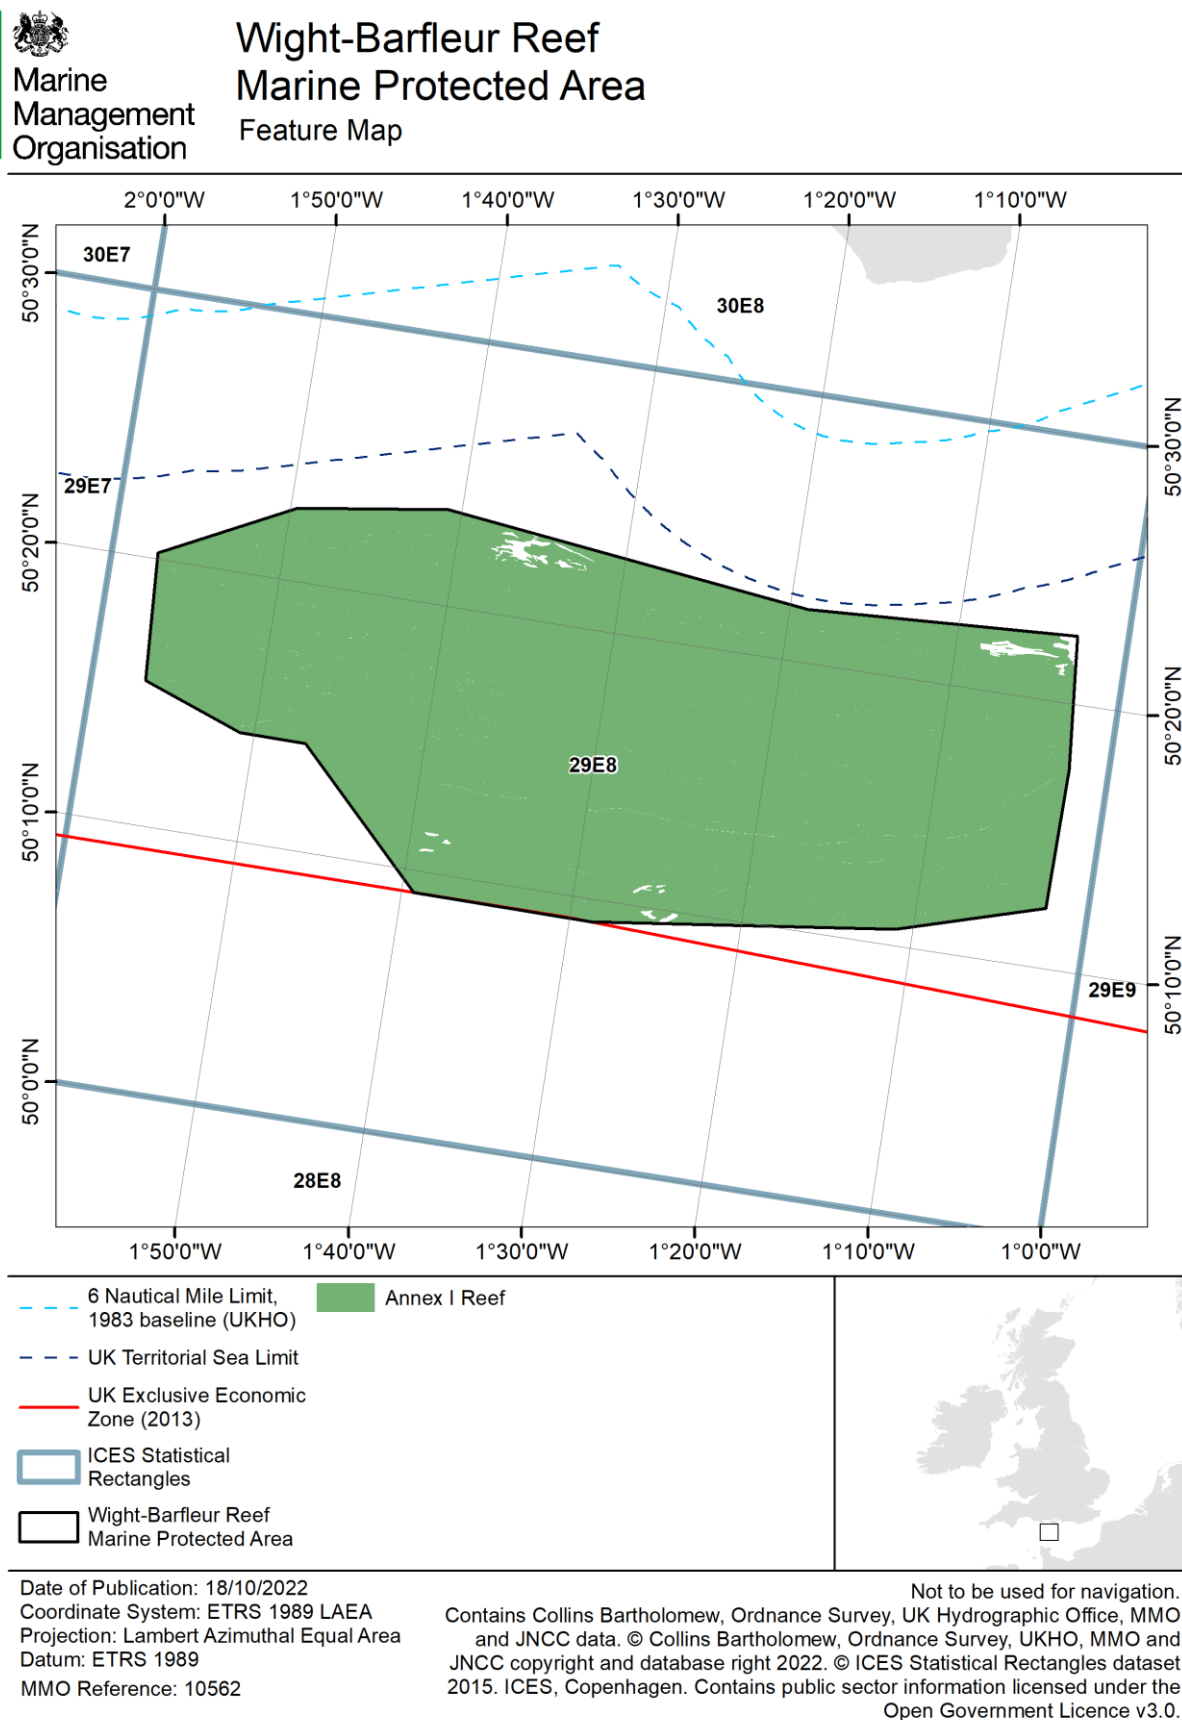 Marine
Management
Organisation
Wight-Barfleur Reef
Marine Protected Area
Feature Map
2°0'0"W
1°50'0"W
1°40'0"W
1°30'0"W
1°20'0"W
1°10'0"W
50°30'0"N
50°20'0"N
50°10'0"N
50°0'0"N
30E7
30E8
29E7
29E8
29E9
28E8
50°30'0"N
50°20'0"N
50°10'0"N
1°50'0"W
1°40'0"W
1°30'0"W
1°20'0"W
1°10'0"W
1°0'0"W
6 Nautical Mile Limit,
1983 baseline (UKHO)
UK Territorial Sea Limit
UK Exclusive Economic
Zone (2013)
ICES Statistical
Rectangles
Wight-Barfleur Reef
Marine Protected Area
Annex I Reef
Date of Publication: 18/10/2022
Coordinate System: ETRS 1989 LAEA
Projection: Lambert Azimuthal Equal Area
Datum: ETRS 1989
MMO Reference: 10562
Not to be used for navigation.
Contains Collins Bartholomew, Ordnance Survey, UK Hydrographic Office, MMO
and JNCC data. © Collins Bartholomew, Ordnance Survey, UKHO, MMO and
JNCC copyright and database right 2022. © ICES Statistical Rectangles dataset
2015. ICES, Copenhagen. Contains public sector information licensed under the
Open Government Licence v3.0.